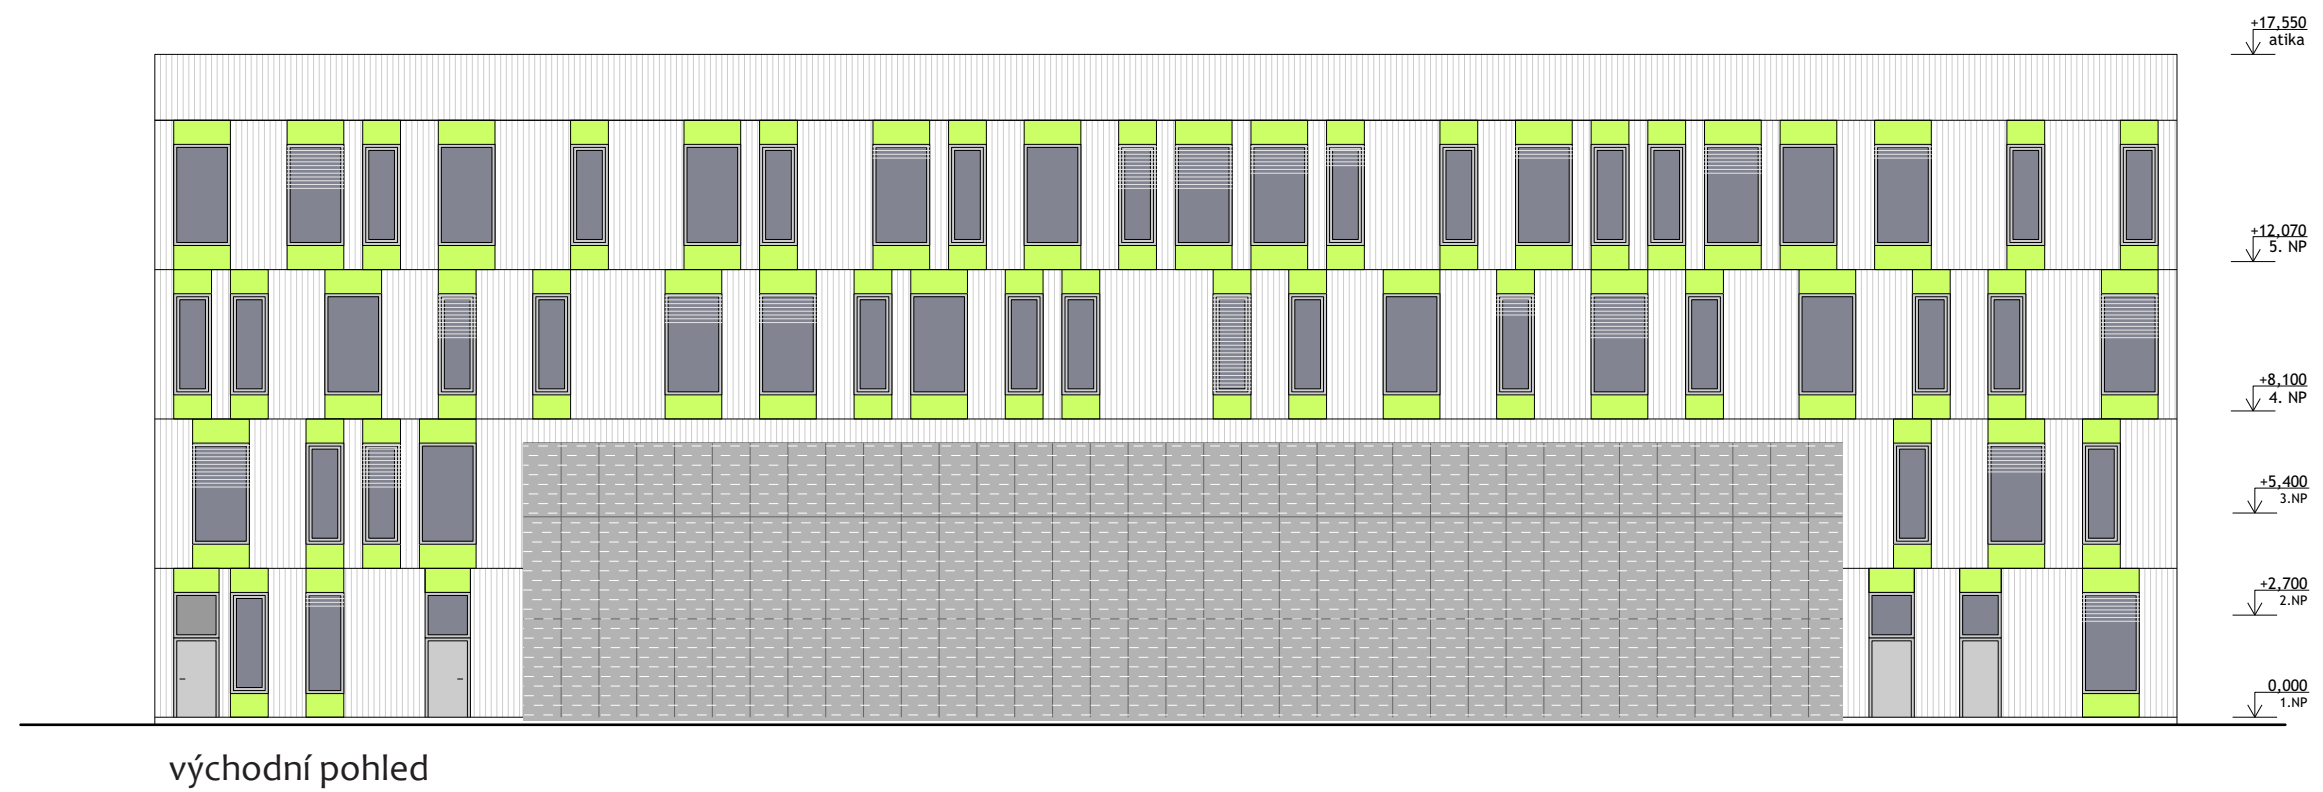 +17,550
atika
+12,070
5. NP
+8,100
4. NP
+5,400
3.NP
+2,700
2.NP
0,000
1.NP
východní pohled